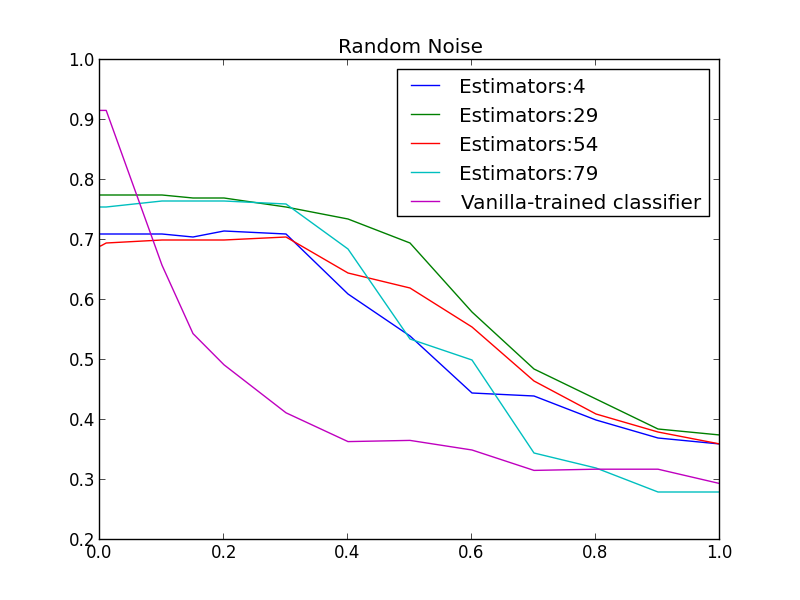 Random Noise
1.0
0.9
0.8
0.7
0.6
0.5
0.4
0.3
0.2
Estimators:4
Estimators:29
Estimators:54
Estimators:79
Vanilla-trained classifier
0.0 0.2 0.4 0.6 0.8 1.0